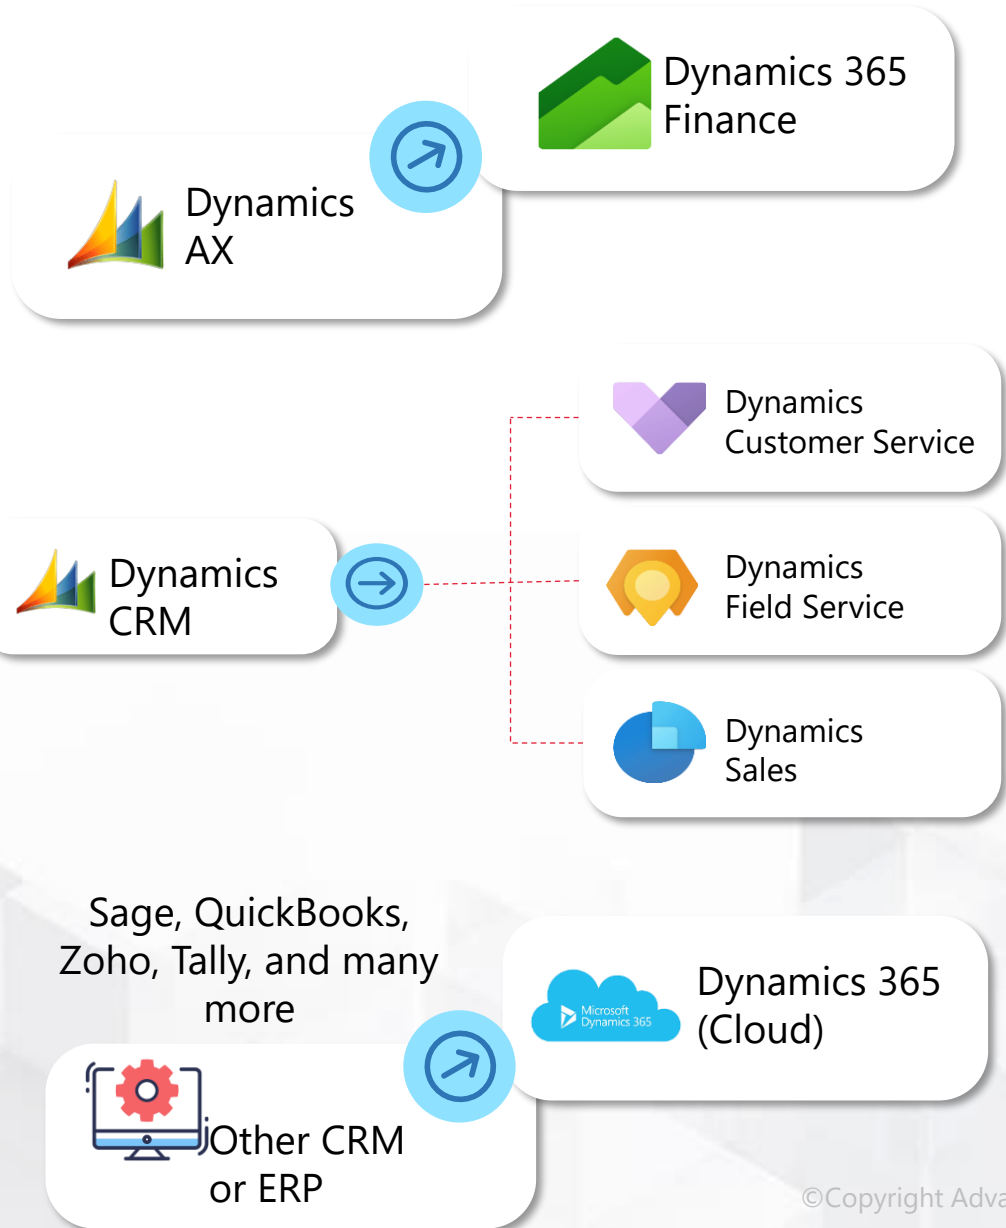 Dynamics 365
Finance
Dynamics
AX
Dynamics
Customer Service
Dynamics
CRM
Dynamics
Field Service
Dynamics
Sales
Sage, QuickBooks,
Zoho, Tally, and many
more
Dynamics 365
(Cloud)
Microsoft
Dynamics 365
Other CRM
or ERP
©Copyright